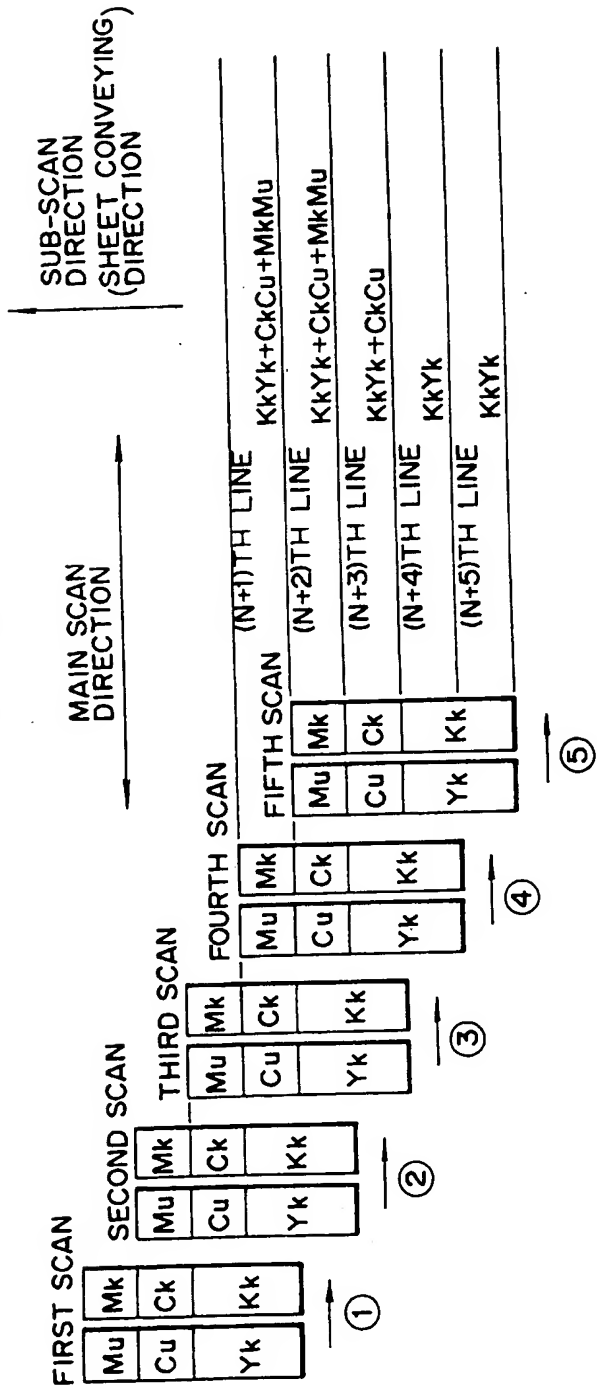 SUB-SCAN
DIRECTION
(SHEET CONVEYING)
DIRECTION
MAIN SCAN
DIRECTION
FIRST SCAN
Mu Mk
Cu Ck
Yk Kk
①
SECOND SCAN
Mu Mk
Cu Ck
Yk Kk
②
THIRD SCAN
Mu Mk
Cu Ck
Yk Kk
③
FOURTH SCAN
Mu Mk
Cu Ck
Yk Kk
④
FIFTH SCAN
Mu Mk
Cu Ck
Yk Kk
⑤
(N+1)TH LINE KkYk+CkCu+MkMu
(N+2)TH LINE KkYk+CkCu+MkMu
(N+3)TH LINE KkYk+CkCu
(N+4)TH LINE KkYk
(N+5)TH LINE KkYk